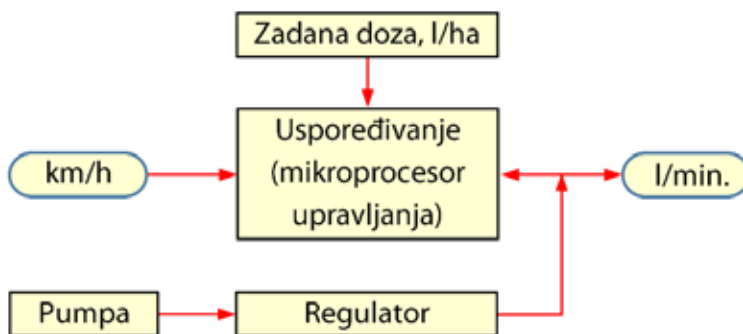 Zadana doza, l/ha
Uspoređivanje
(mikroprocesor
upravljanja)
km/h
l/min.
Pumpa
Regulator